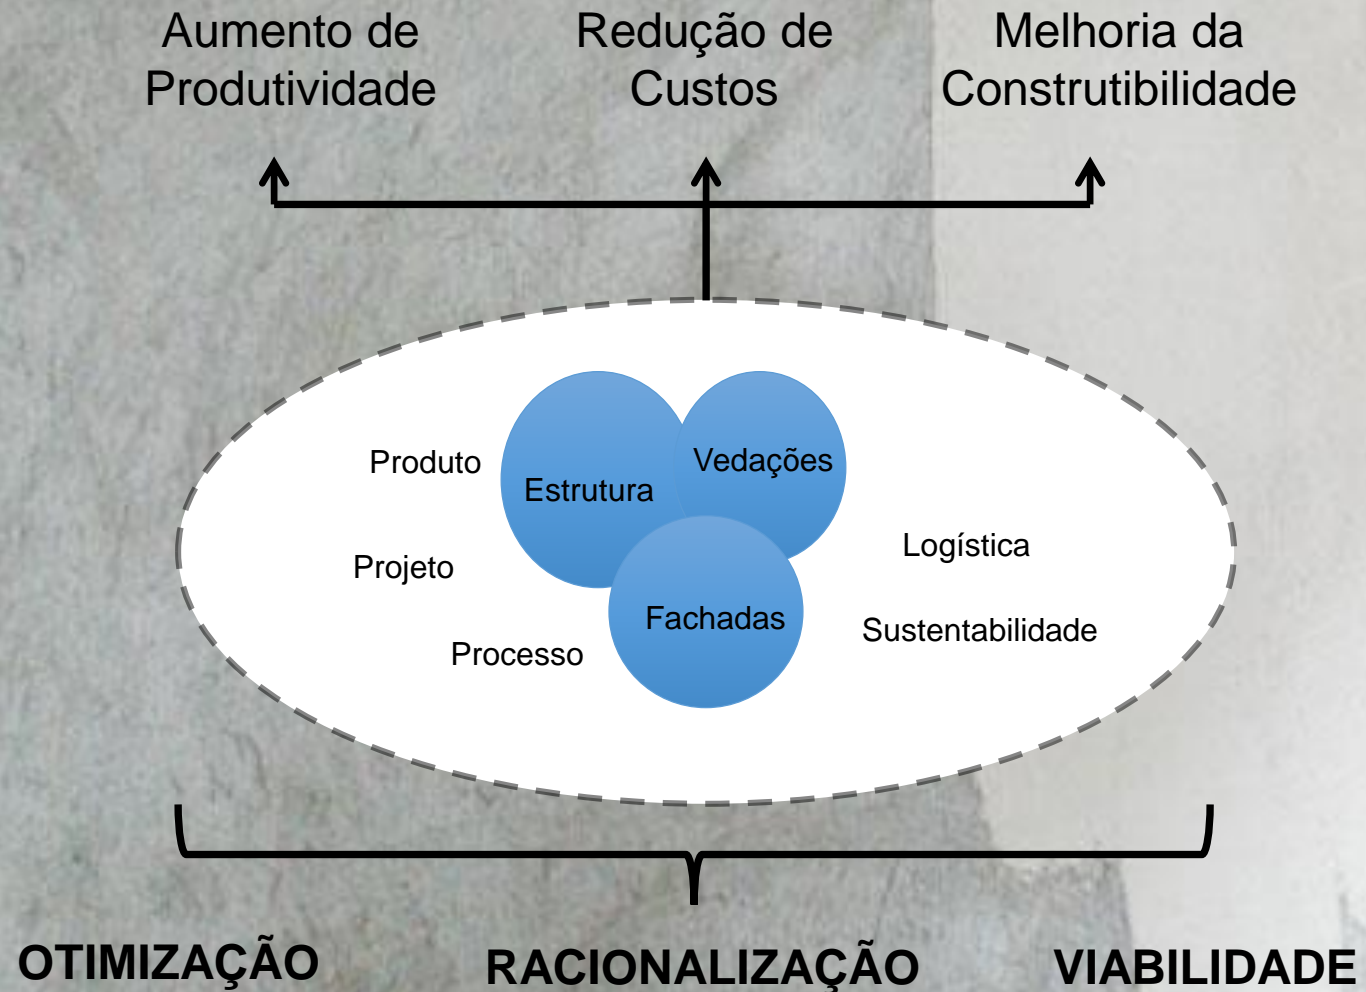 Aumento de
Produtividade
Redução de
Custos
Melhoria da
Construtibilidade
Produto
Estrutura
Vedações
Projeto
Logística
Processo
Fachadas
Sustentabilidade
OTIMIZAÇÃO
RACIONALIZAÇÃO
VIABILIDADE